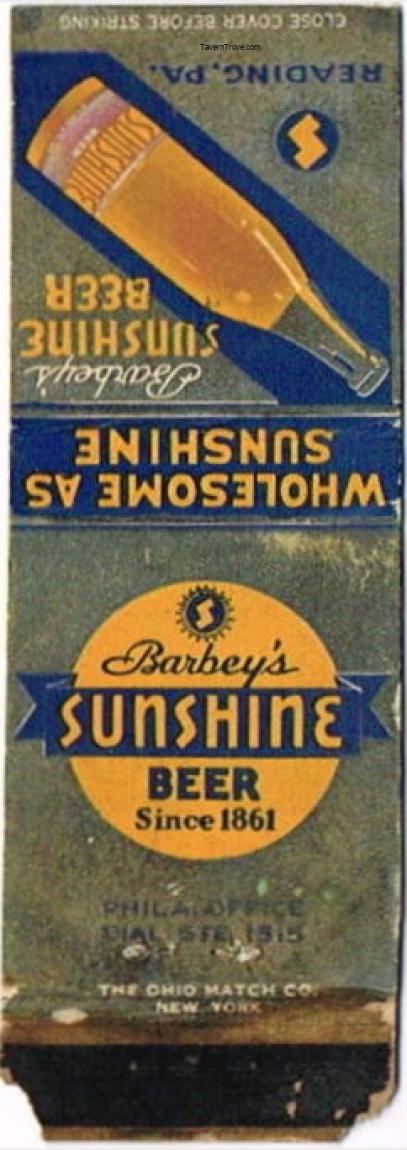 CLOSE COVER BEFORE STRIKING
TavernTrove.com
READING, PA.
S
BEER
SUNSHINE
Barbey's
SUNSHINE
BEER
WHOLESOME AS
SUNSHINE
S
Barbey's
SUNSHINE
BEER
Since 1861
PHILA. OFFICE
DIAL STE. 1515
THE OHIO MATCH CO.
NEW YORK